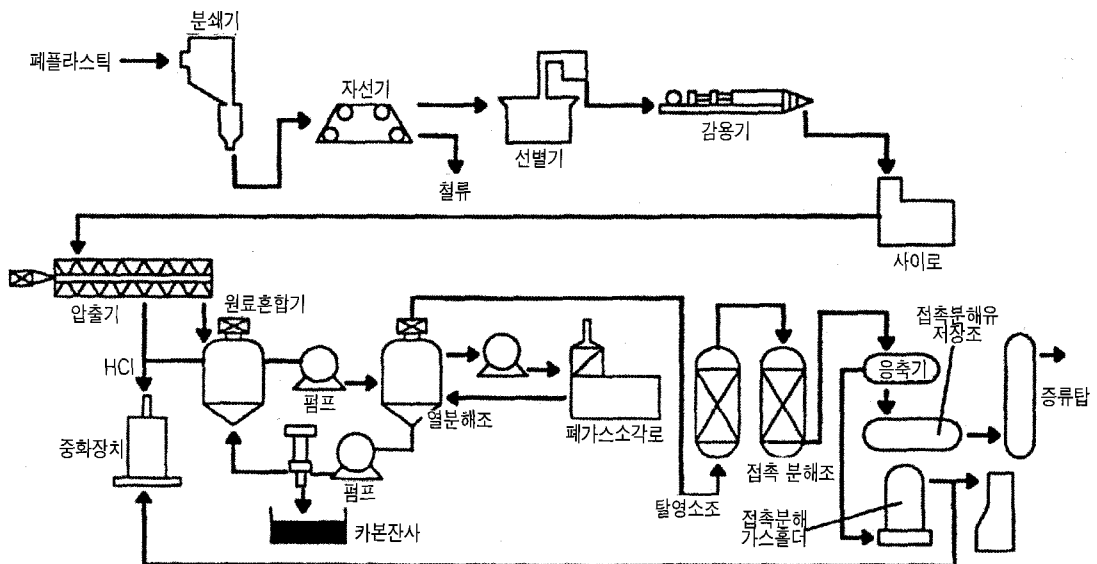 분쇄기
폐플라스틱
자선기
철류
선별기
감용기
사이로
압출기
원료혼합기
HCl
펌프
열분해조
폐가스소각로
중화장치
펌프
카본잔사
탈영소조
접촉 분해조
응축기
접촉분해유
저장조
증류탑
접촉분해
가스홀더